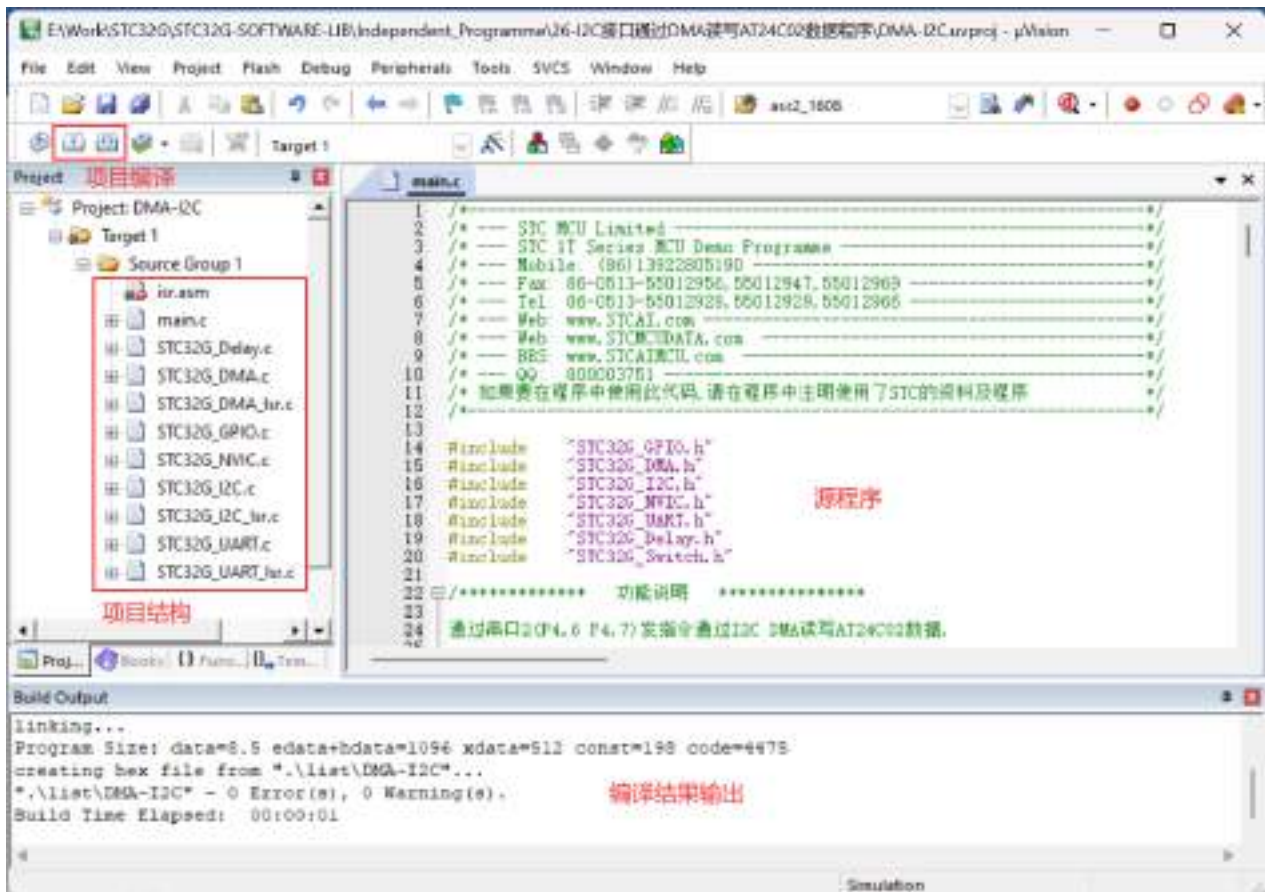 E:\Work\STC32G\STC32G-SOFTWARE-LIB\Independent_Programme\26-I2C接口通过DMA读写AT24C02数据程序\DMA-I2C.uvproj - µVision
File Edit View Project Flash Debug Peripherals Tools SVCS Window Help
asc2_1608
Target 1
Project 项目编译
main.c
Project: DMA-I2C
Target 1
Source Group 1
isr.asm
main.c
STC32G_Delay.c
STC32G_DMA.c
STC32G_DMA_Isr.c
STC32G_GPIO.c
STC32G_NVIC.c
STC32G_I2C.c
STC32G_I2C_Isr.c
STC32G_UART.c
STC32G_UART_Isr.c
项目结构
Proj... Books {} Func... Tem...
1 /*---------------------------------------------------------------------*/
2 /* --- STC MCU Limited ------------------------------------------------*/
3 /* --- STC 1T Series MCU Demo Programme -------------------------------*/
4 /* --- Mobile: (86)13922805190 ----------------------------------------*/
5 /* --- Fax: 86-0513-55012956,55012947,55012969 ------------------------*/
6 /* --- Tel: 86-0513-55012928,55012929,55012966 ------------------------*/
7 /* --- Web: www.STCAI.com ---------------------------------------------*/
8 /* --- Web: www.STCMCUDATA.com ---------------------------------------*/
9 /* --- BBS: www.STCAIMCU.com -----------------------------------------*/
10 /* --- QQ: 800003751 -------------------------------------------------*/
11 /* 如果要在程序中使用此代码,请在程序中注明使用了STC的资料及程序 */
12 /*---------------------------------------------------------------------*/
13
14 #include "STC32G_GPIO.h"
15 #include "STC32G_DMA.h"
16 #include "STC32G_I2C.h"
17 #include "STC32G_NVIC.h"
18 #include "STC32G_UART.h"
19 #include "STC32G_Delay.h"
20 #include "STC32G_Switch.h"
源程序
21
22 /************* 功能说明 ***************
23
24 通过串口2(P4.6 P4.7)发指令通过I2C DMA读写AT24C02数据.
25
Build Output
linking...
Program Size: data=8.5 edata+hdata=1096 xdata=512 const=198 code=4475
creating hex file from ".\list\DMA-I2C"...
".\list\DMA-I2C" - 0 Error(s), 0 Warning(s).
编译结果输出
Build Time Elapsed: 00:00:01
Simulation